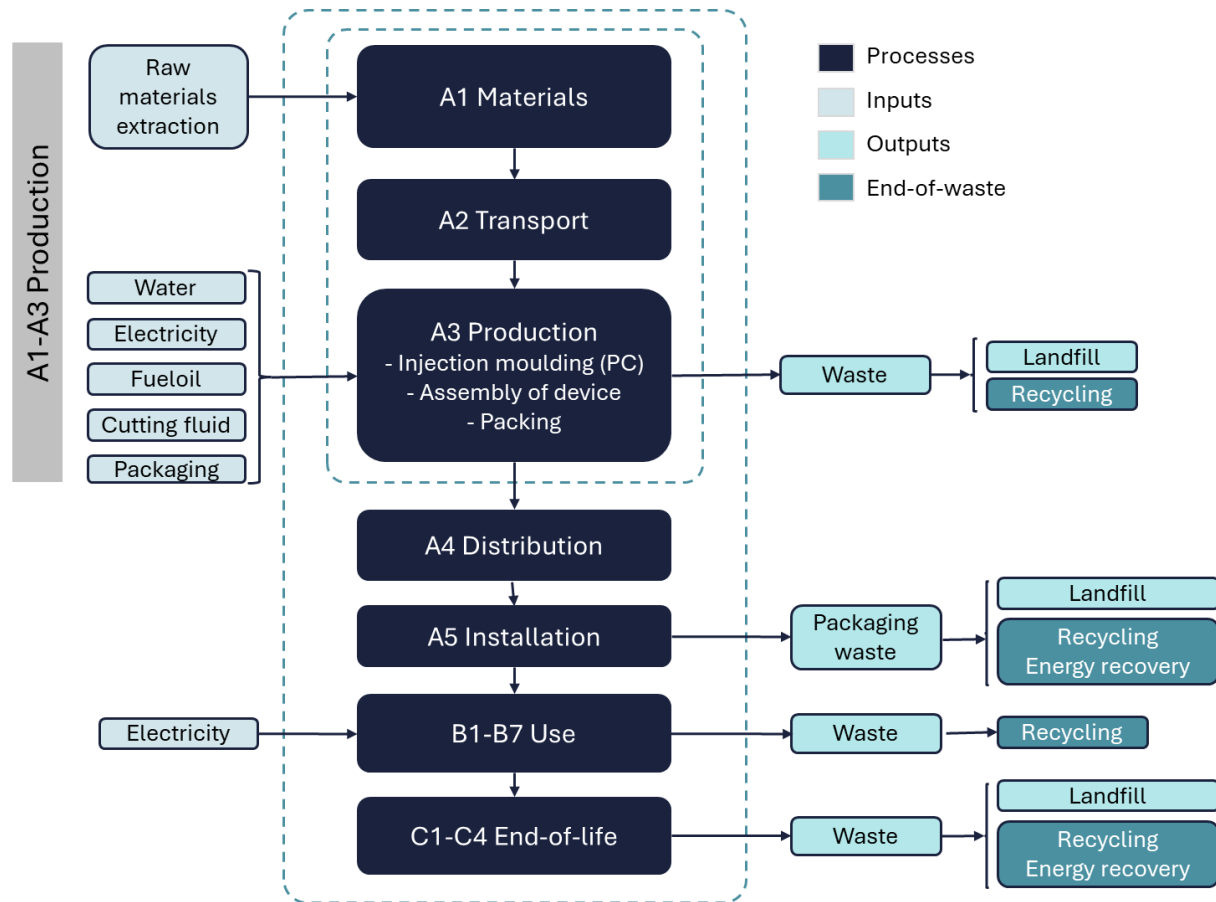 A1-A3 Production
Raw
materials
extraction
A1 Materials
Processes
Inputs
Outputs
End-of-waste
A2 Transport
Water
Electricity
Fueloil
Cutting fluid
Packaging
A3 Production
- Injection moulding (PC)
- Assembly of device
- Packing
Waste
Landfill
Recycling
A4 Distribution
A5 Installation
Packaging
waste
Landfill
Recycling
Energy recovery
Electricity
B1-B7 Use
Waste
Recycling
C1-C4 End-of-life
Waste
Landfill
Recycling
Energy recovery